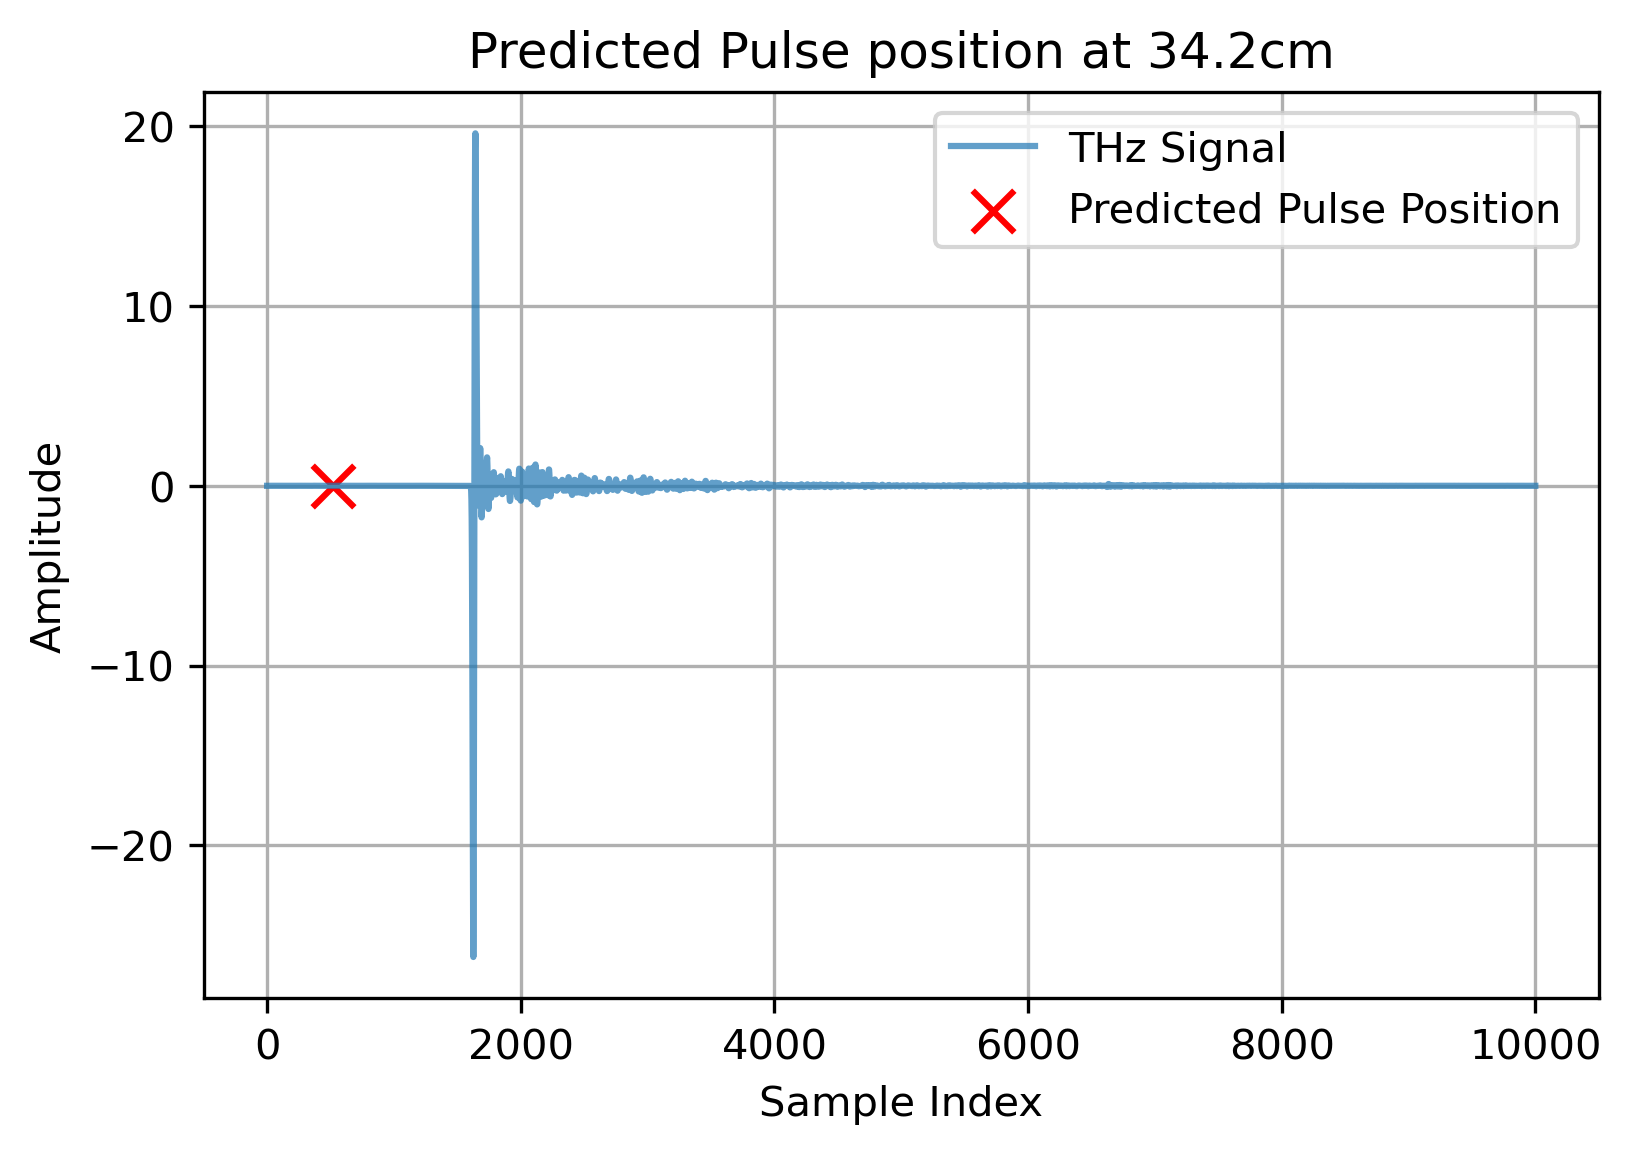 Predicted Pulse position at 34.2cm
THz Signal
Predicted Pulse Position
20
10
0
−10
−20
Amplitude
0 2000 4000 6000 8000 10000
Sample Index